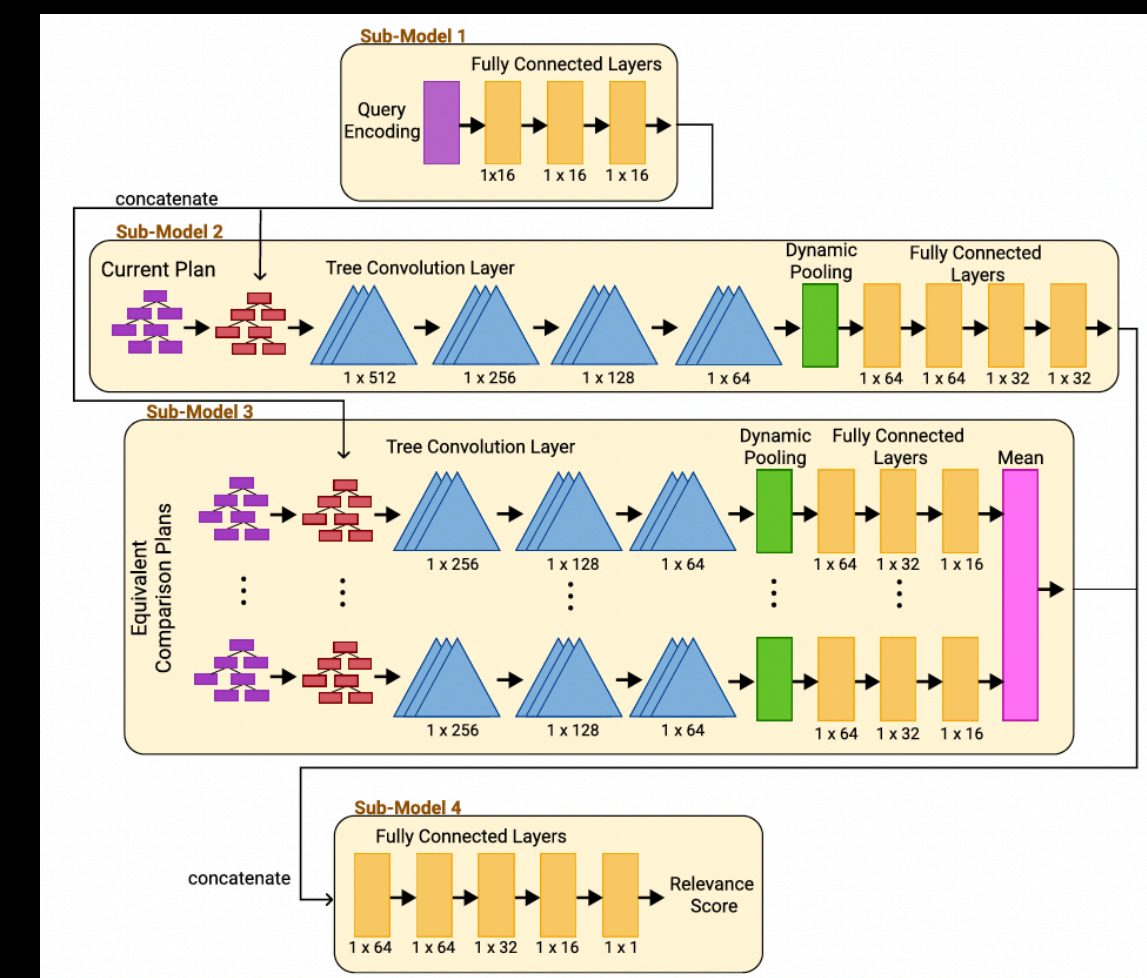 Sub-Model 1
Fully Connected Layers
Query
Encoding
1x16
1 x 16
1 x 16
concatenate
Sub-Model 2
Current Plan
Tree Convolution Layer
Dynamic
Pooling
Fully Connected
Layers
1 x 512
1 x 256
1 x 128
1 x 64
1 x 64
1 x 64
1 x 32
1 x 32
Sub-Model 3
Equivalent
Comparison Plans
Tree Convolution Layer
Dynamic
Pooling
Fully Connected
Layers
Mean
1 x 256
1 x 128
1 x 64
1 x 64
1 x 32
1 x 16
1 x 256
1 x 128
1 x 64
1 x 64
1 x 32
1 x 16
Sub-Model 4
Fully Connected Layers
concatenate
Relevance
Score
1 x 64
1 x 64
1 x 32
1 x 16
1 x 1